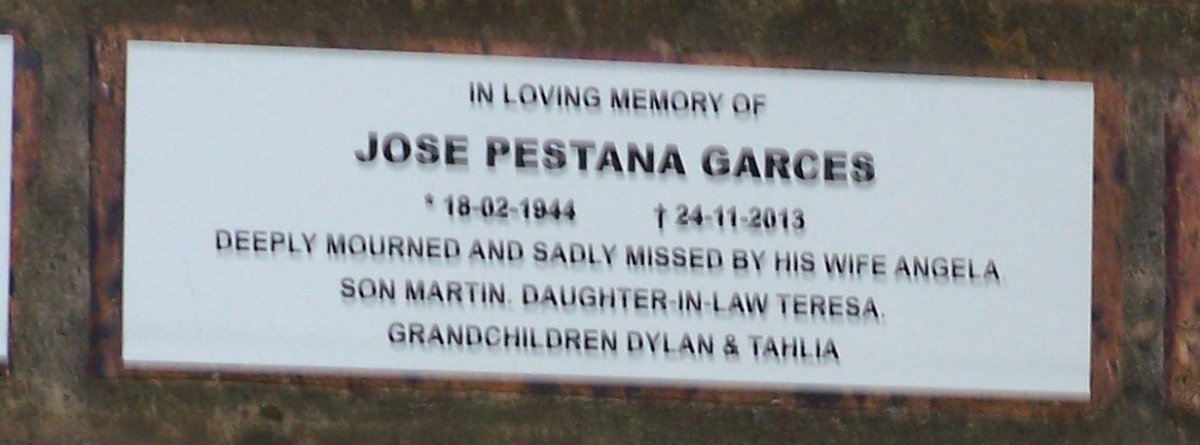 IN LOVING MEMORY OF
JOSE PESTANA GARCES
* 18-02-1944 † 24-11-2013
DEEPLY MOURNED AND SADLY MISSED BY HIS WIFE ANGELA
SON MARTIN. DAUGHTER-IN-LAW TERESA.
GRANDCHILDREN DYLAN & TAHLIA